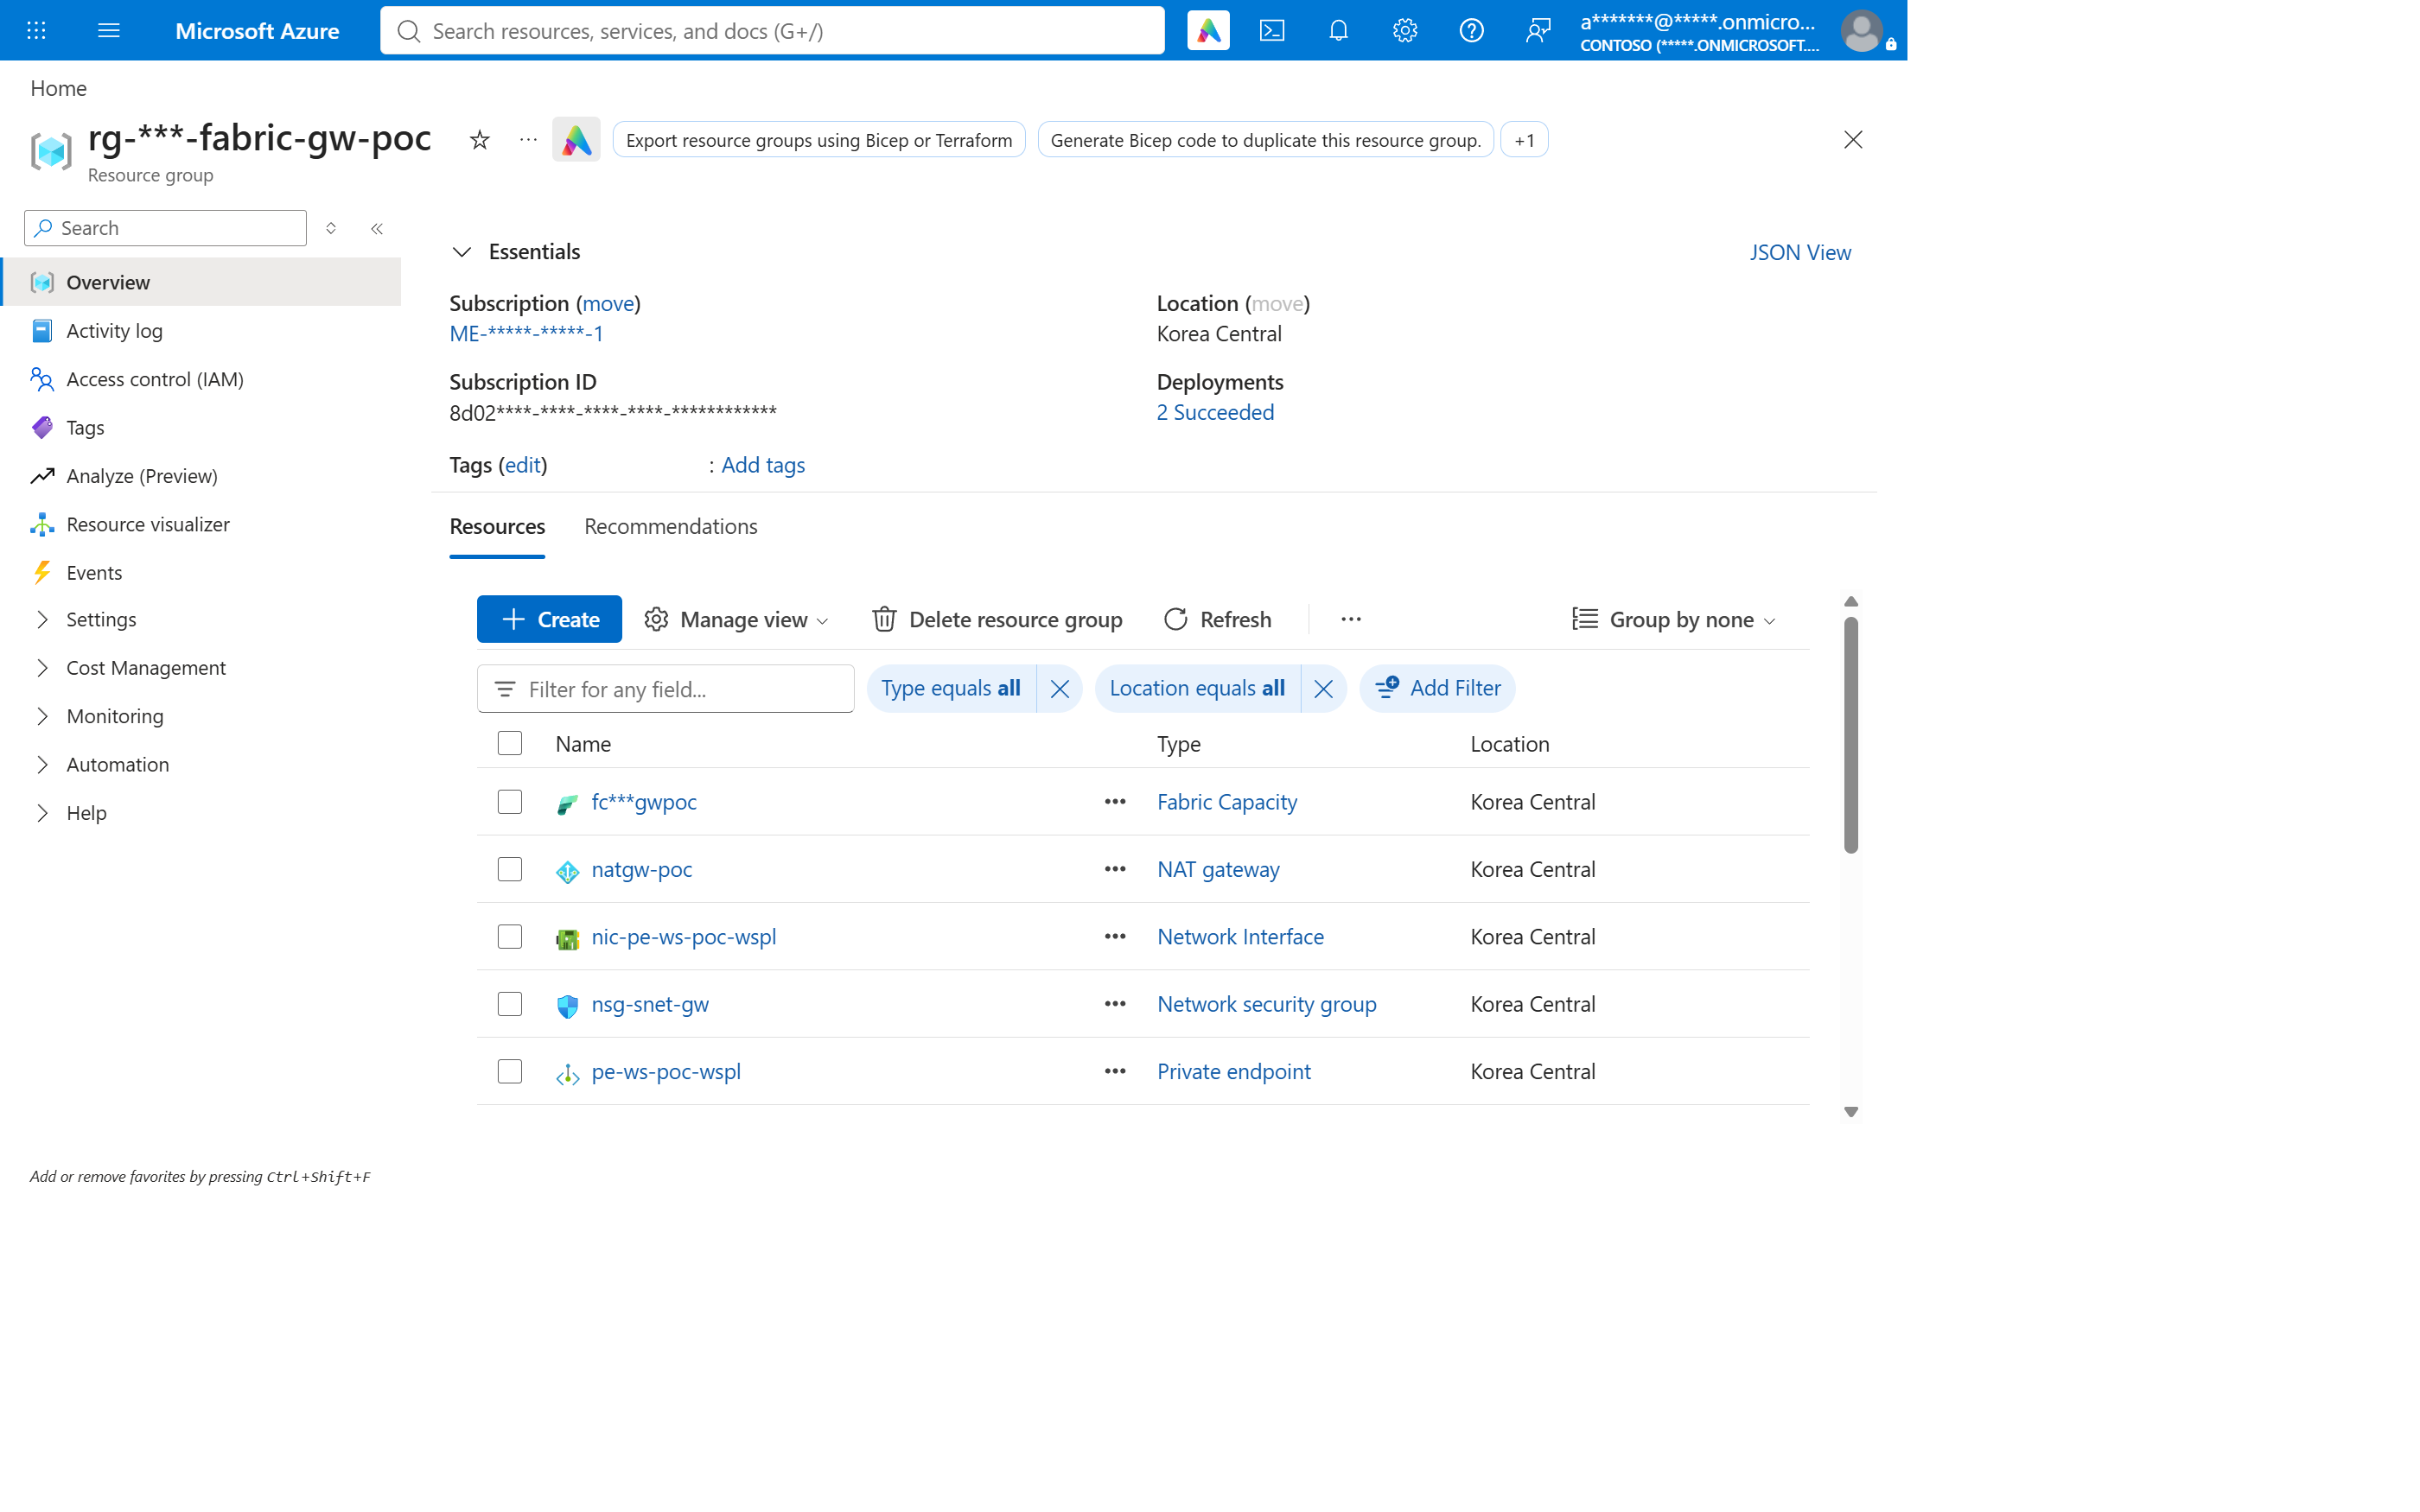 Microsoft Azure
Search resources, services, and docs (G+/)
a*******@*****.onmicro...
CONTOSO (*****.ONMICROSOFT....
Home
rg-***-fabric-gw-poc
Resource group
Export resource groups using Bicep or Terraform
Generate Bicep code to duplicate this resource group.
+1
Search
Overview
Activity log
Access control (IAM)
Tags
Analyze (Preview)
Resource visualizer
Events
Settings
Cost Management
Monitoring
Automation
Help
Add or remove favorites by pressing Ctrl+Shift+F
Essentials
JSON View
Subscription (move)
ME-*****-*****-1
Location (move)
Korea Central
Subscription ID
8d02****-****-****-****-************
Deployments
2 Succeeded
Tags (edit) : Add tags
Resources Recommendations
Create Manage view Delete resource group Refresh Group by none
Filter for any field... Type equals all Location equals all Add Filter
Name Type Location
fc***gwpoc Fabric Capacity Korea Central
natgw-poc NAT gateway Korea Central
nic-pe-ws-poc-wspl Network Interface Korea Central
nsg-snet-gw Network security group Korea Central
pe-ws-poc-wspl Private endpoint Korea Central